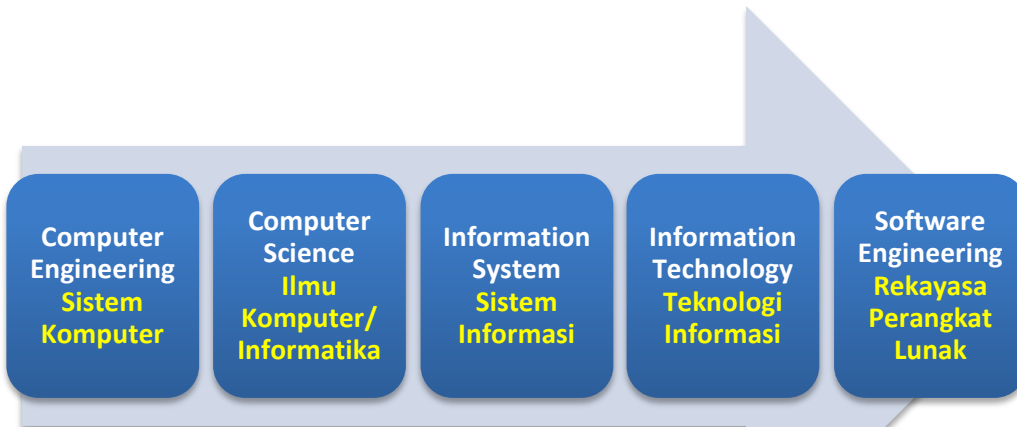 Computer
Engineering
Sistem
Komputer
Computer
Science
Ilmu
Komputer/
Informatika
Information
System
Sistem
Informasi
Information
Technology
Teknologi
Informasi
Software
Engineering
Rekayasa
Perangkat
Lunak